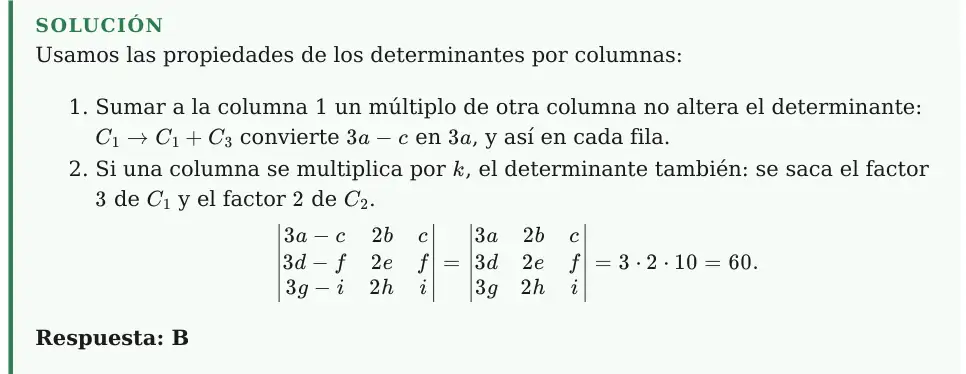 SOLUCIÓN
Usamos las propiedades de los determinantes por columnas:
1. Sumar a la columna 1 un múltiplo de otra columna no altera el determinante:
C₁ → C₁ + C₃ convierte 3a − c en 3a, y así en cada fila.
2. Si una columna se multiplica por k, el determinante también: se saca el factor
3 de C₁ y el factor 2 de C₂.
|3a − c 2b c| |3a 2b c|
|3d − f 2e f| = |3d 2e f| = 3 · 2 · 10 = 60.
|3g − i 2h i| |3g 2h i|
Respuesta: B